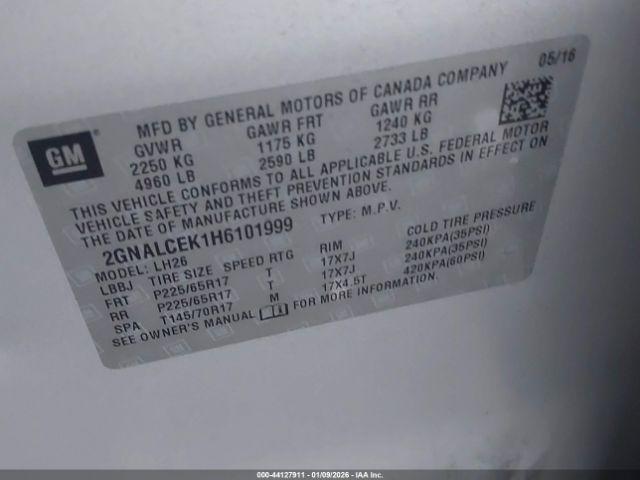 05/16
MFD BY GENERAL MOTORS OF CANADA COMPANY
GVWR GAWR FRT GAWR RR
2250 KG 1175 KG 1240 KG
4960 LB 2590 LB 2733 LB
GM
THIS VEHICLE CONFORMS TO ALL APPLICABLE U.S. FEDERAL MOTOR
VEHICLE SAFETY AND THEFT PREVENTION STANDARDS IN EFFECT ON
THE DATE OF MANUFACTURE SHOWN ABOVE.
2GNALCEK1H6101999 TYPE: M.P.V.
MODEL: LH26
LBBJ TIRE SIZE SPEED RTG RIM COLD TIRE PRESSURE
FRT P225/65R17 T 17X7J 240KPA(35PSI)
RR P225/65R17 T 17X7J 240KPA(35PSI)
SPA T145/70R17 M 17X4.5T 420KPA(60PSI)
SEE OWNER'S MANUAL FOR MORE INFORMATION.
000-44127911 - 01/09/2026 - IAA Inc.